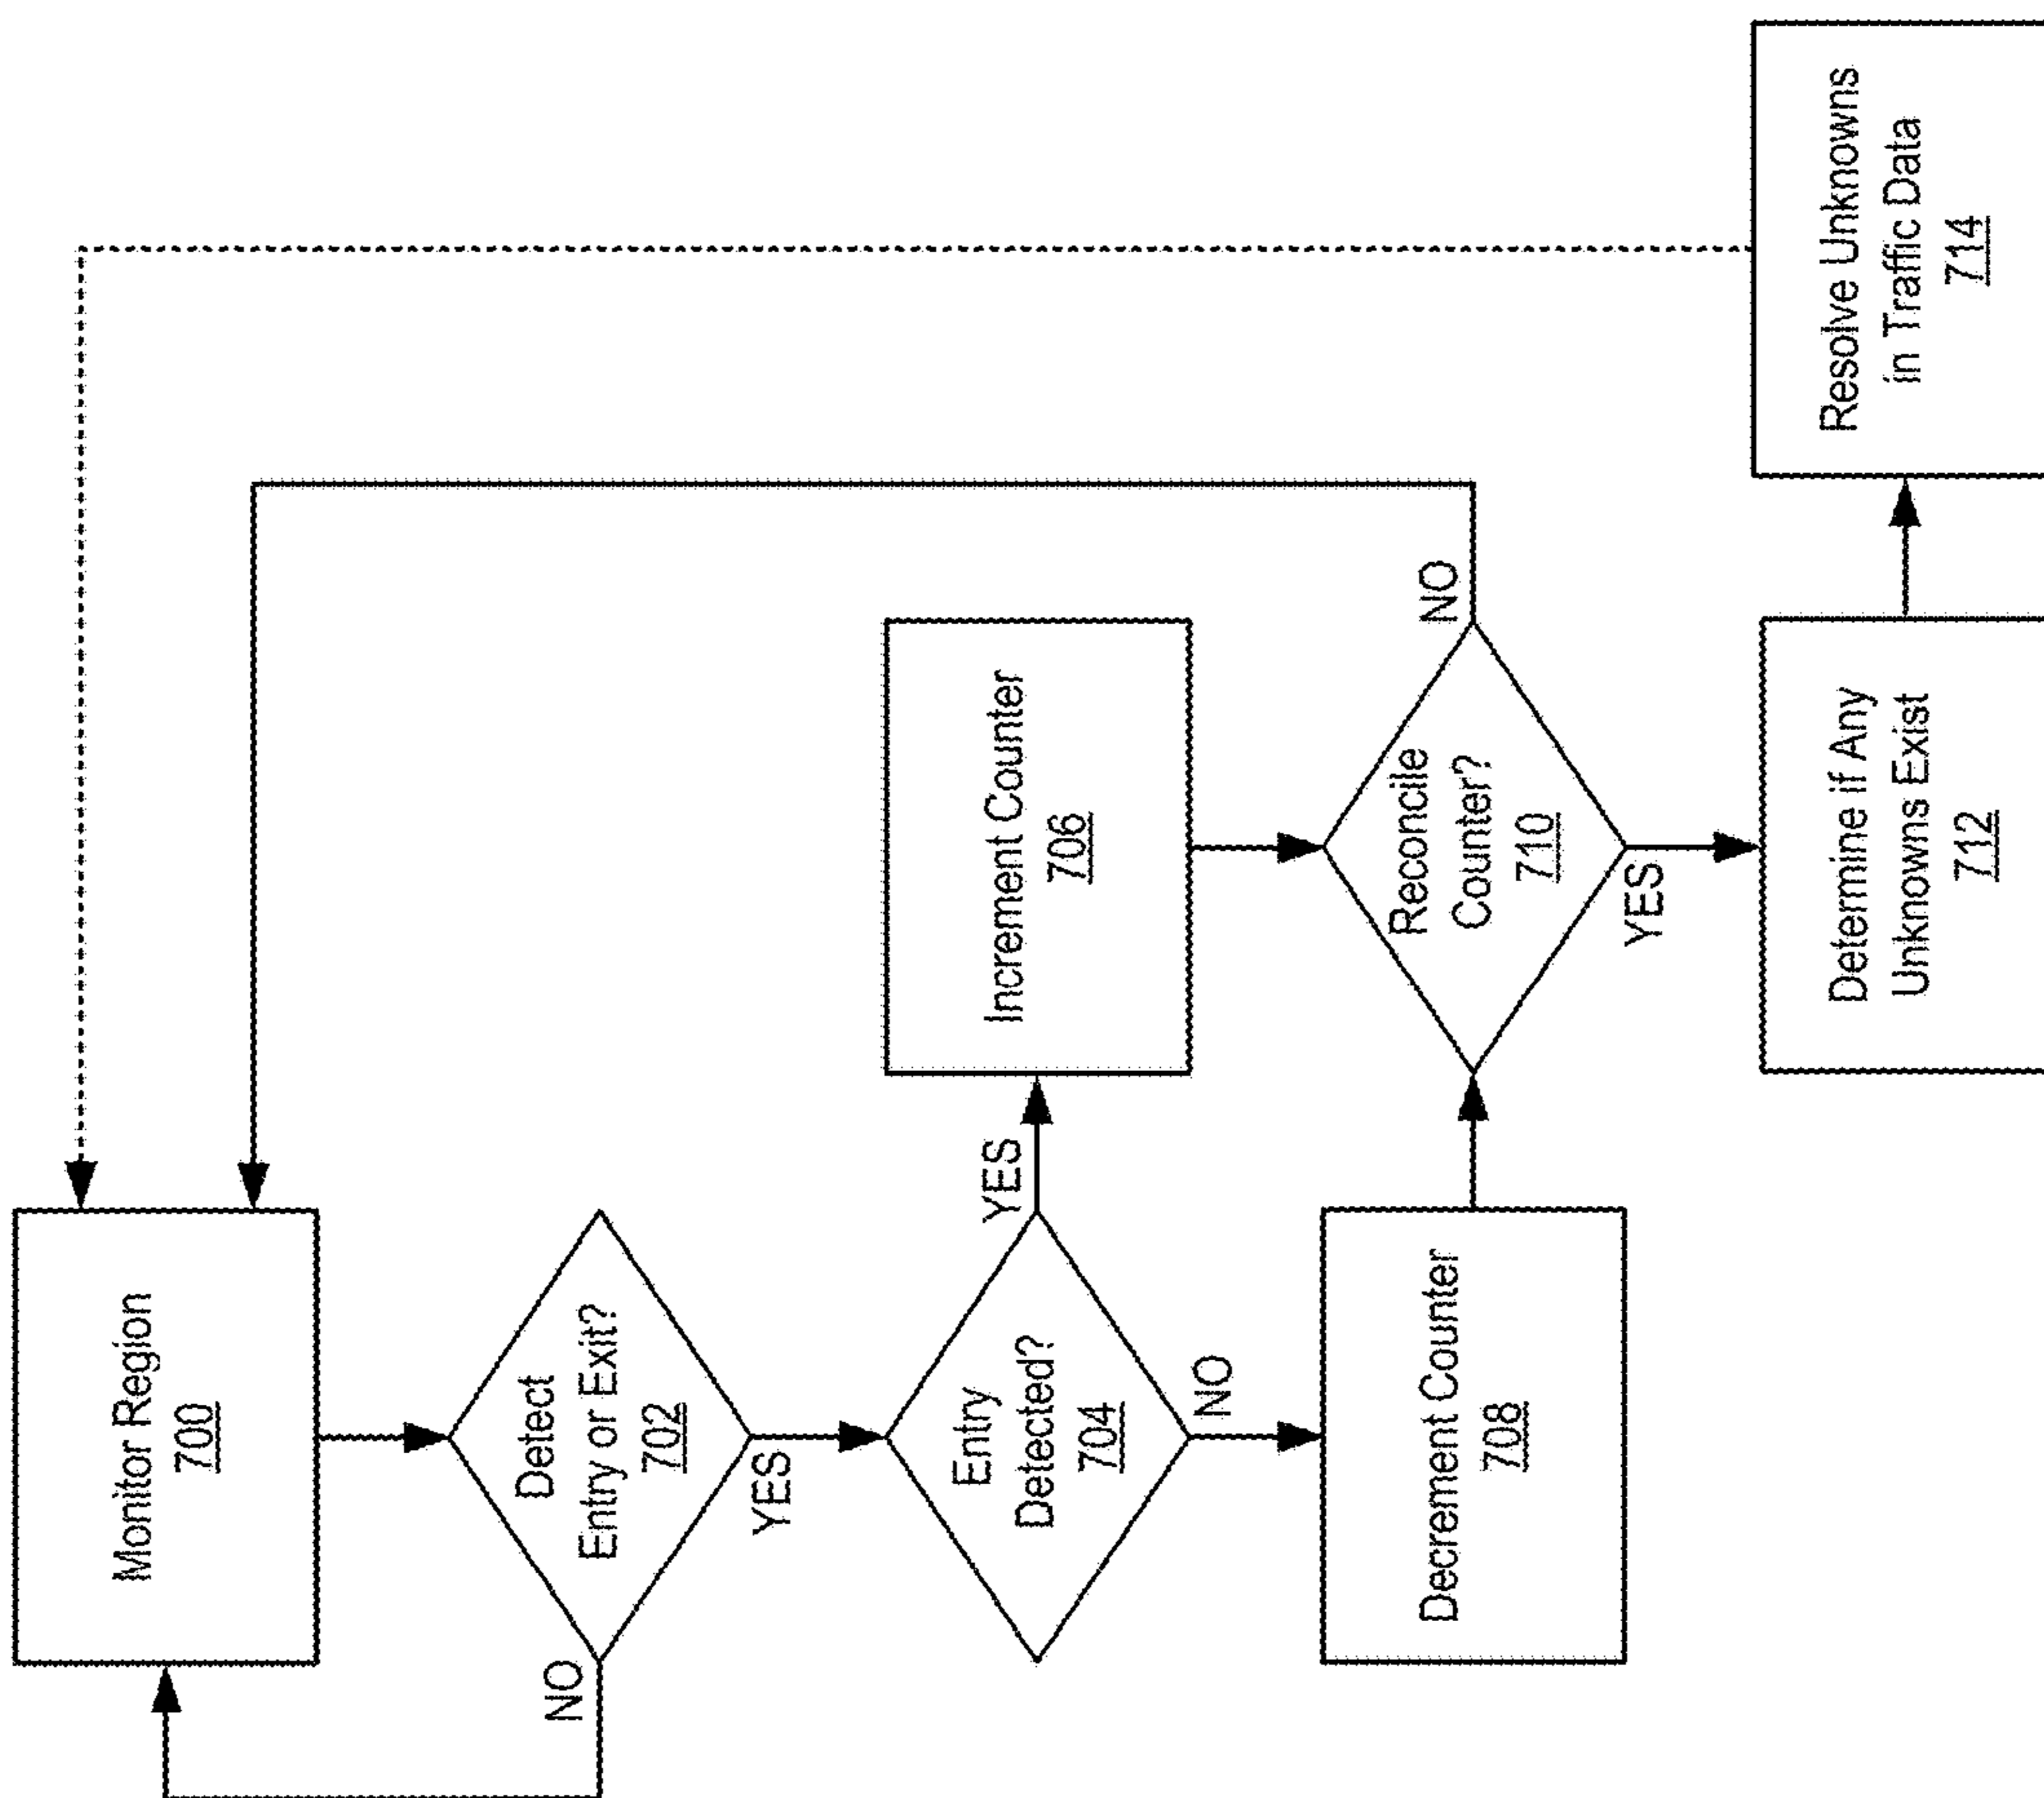 Monitor Region
700
NO
Detect
Entry or Exit?
702
YES
Entry
Detected?
704
YES
NO
Increment Counter
706
Decrement Counter
708
Reconcile
Counter?
710
NO
YES
Determine if Any
Unknowns Exist
712
Resolve Unknowns
in Traffic Data
714